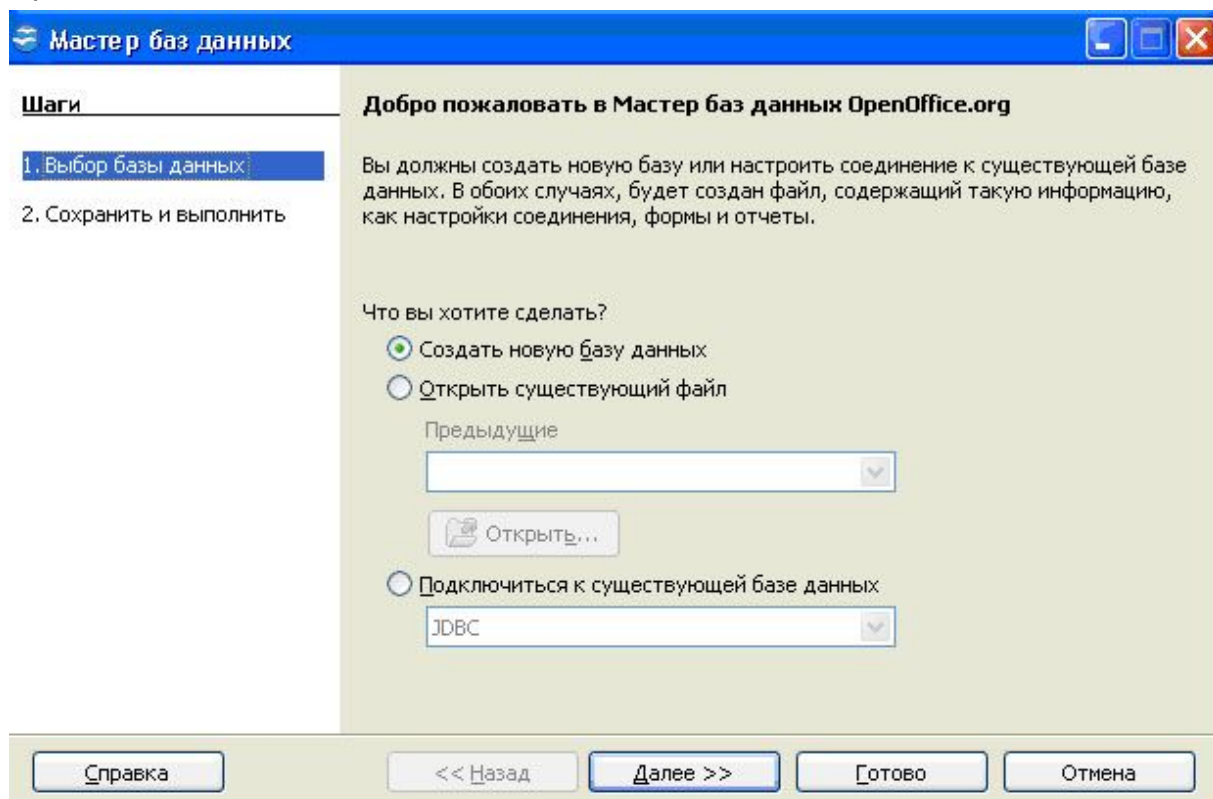 Мастер баз данных
Шаги
1. Выбор базы данных
2. Сохранить и выполнить
Добро пожаловать в Мастер баз данных OpenOffice.org
Вы должны создать новую базу или настроить соединение к существующей базе
данных. В обоих случаях, будет создан файл, содержащий такую информацию,
как настройки соединения, формы и отчеты.
Что вы хотите сделать?
Создать новую базу данных
Открыть существующий файл
Предыдущие
Открыть...
Подключиться к существующей базе данных
JDBC
Справка
<< Назад
Далее >>
Готово
Отмена